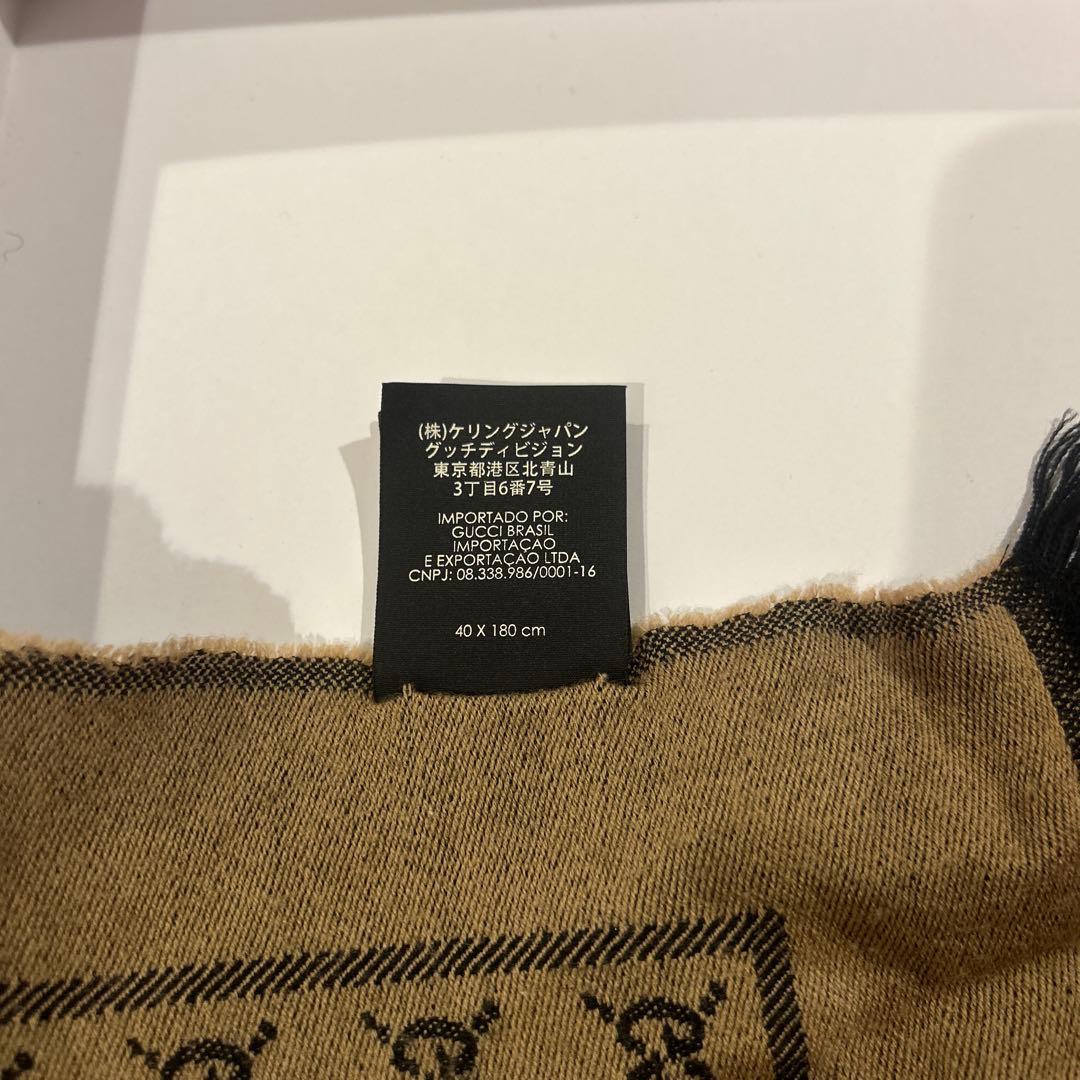 (株)ケリングジャパン
グッチディビジョン
東京都港区北青山
3丁目6番7号
IMPORTADO POR:
GUCCI BRASIL
IMPORTAÇAO
E EXPORTAÇAO LTDA
CNPJ: 08.338.986/0001-16
40 X 180 cm